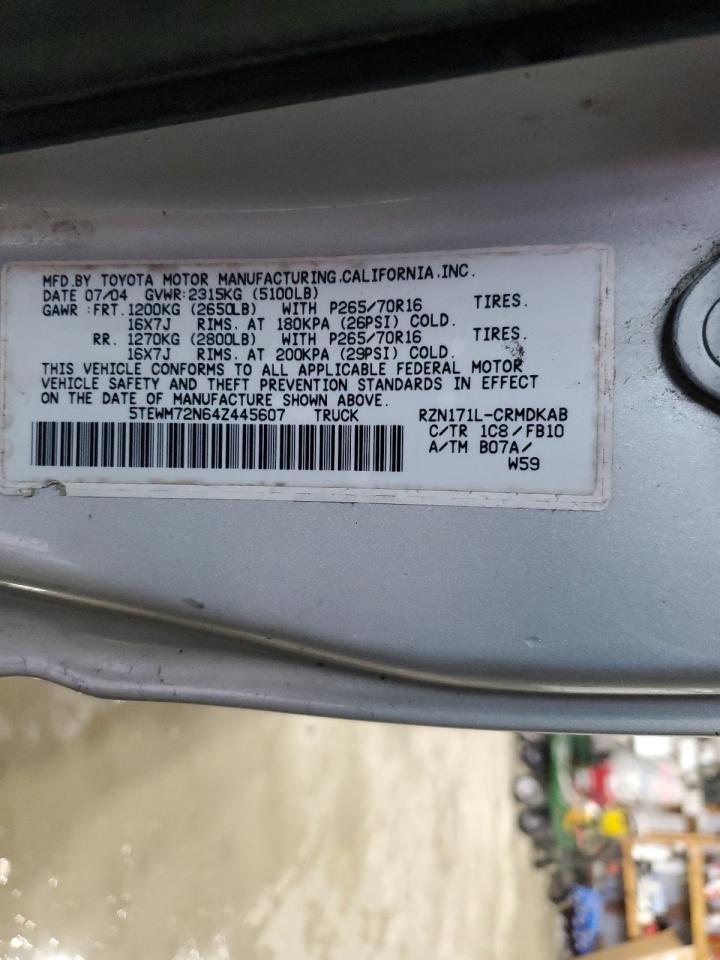 MFD.BY TOYOTA MOTOR MANUFACTURING,CALIFORNIA,INC.
DATE 07/04 GVWR:2315KG (5100LB)
GAWR :FRT.1200KG (2650LB) WITH P265/70R16 TIRES.
16X7J RIMS, AT 180KPA (26PSI) COLD.
RR. 1270KG (2800LB) WITH P265/70R16 TIRES.
16X7J RIMS, AT 200KPA (29PSI) COLD.
THIS VEHICLE CONFORMS TO ALL APPLICABLE FEDERAL MOTOR
VEHICLE SAFETY AND THEFT PREVENTION STANDARDS IN EFFECT
ON THE DATE OF MANUFACTURE SHOWN ABOVE.
5TEWM72N64Z445607 TRUCK RZN171L-CRMDKAB
C/TR 1C8/FB10
A/TM B07A/
W59